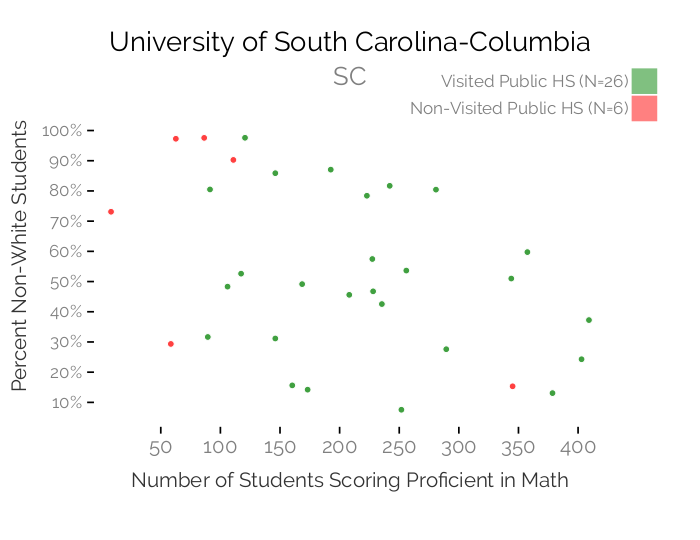 University of South Carolina-Columbia
SC
Visited Public HS (N=26)
Non-Visited Public HS (N=6)
Percent Non-White Students
100%
90%
80%
70%
60%
50%
40%
30%
20%
10%
50 100 150 200 250 300 350 400
Number of Students Scoring Proficient in Math